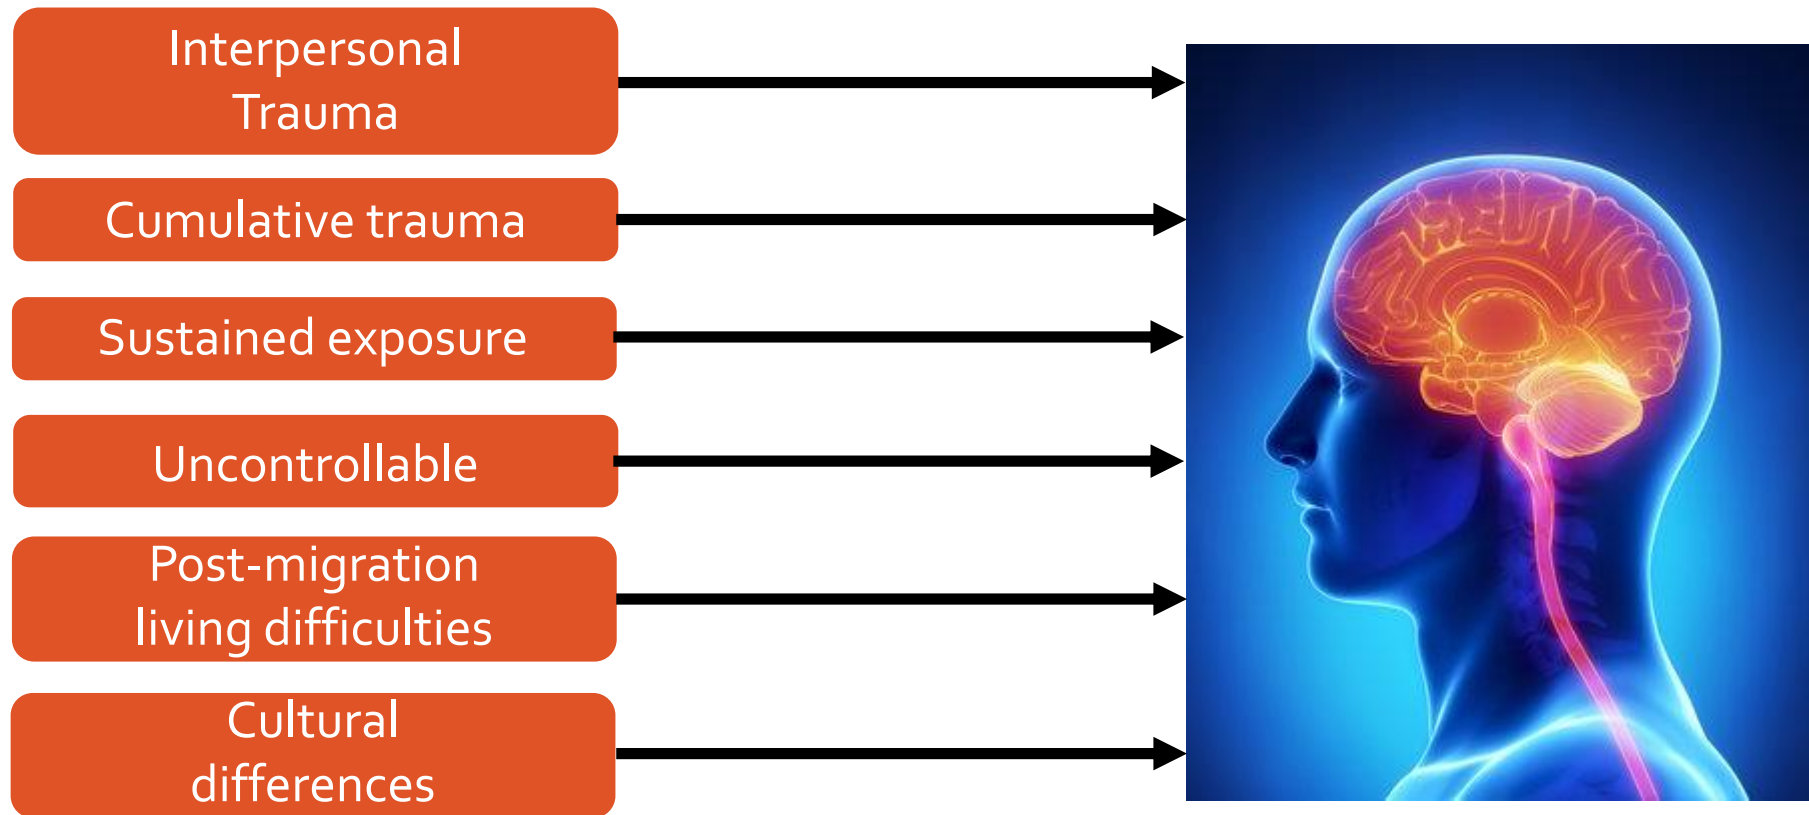 Interpersonal
Trauma
Cumulative trauma
Sustained exposure
Uncontrollable
Post-migration
living difficulties
Cultural
differences